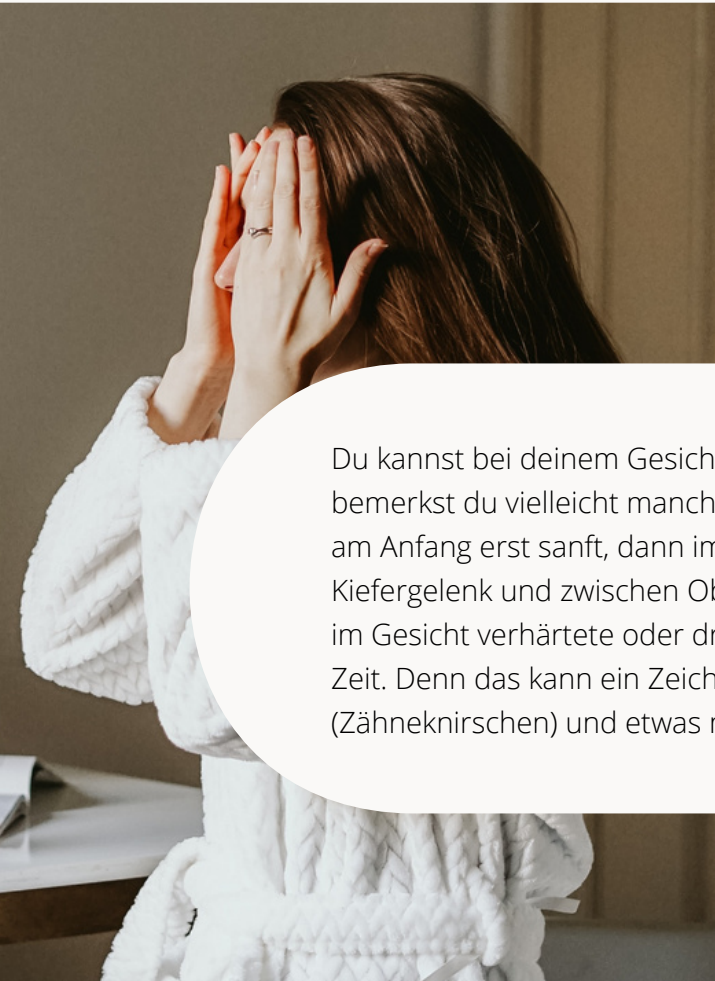 Du kannst bei deinem Gesich
bemerkst du vielleicht manch
am Anfang erst sanft, dann im
Kiefergelenk und zwischen Ob
im Gesicht verhärtete oder dr
Zeit. Denn das kann ein Zeich
(Zähneknirschen) und etwas